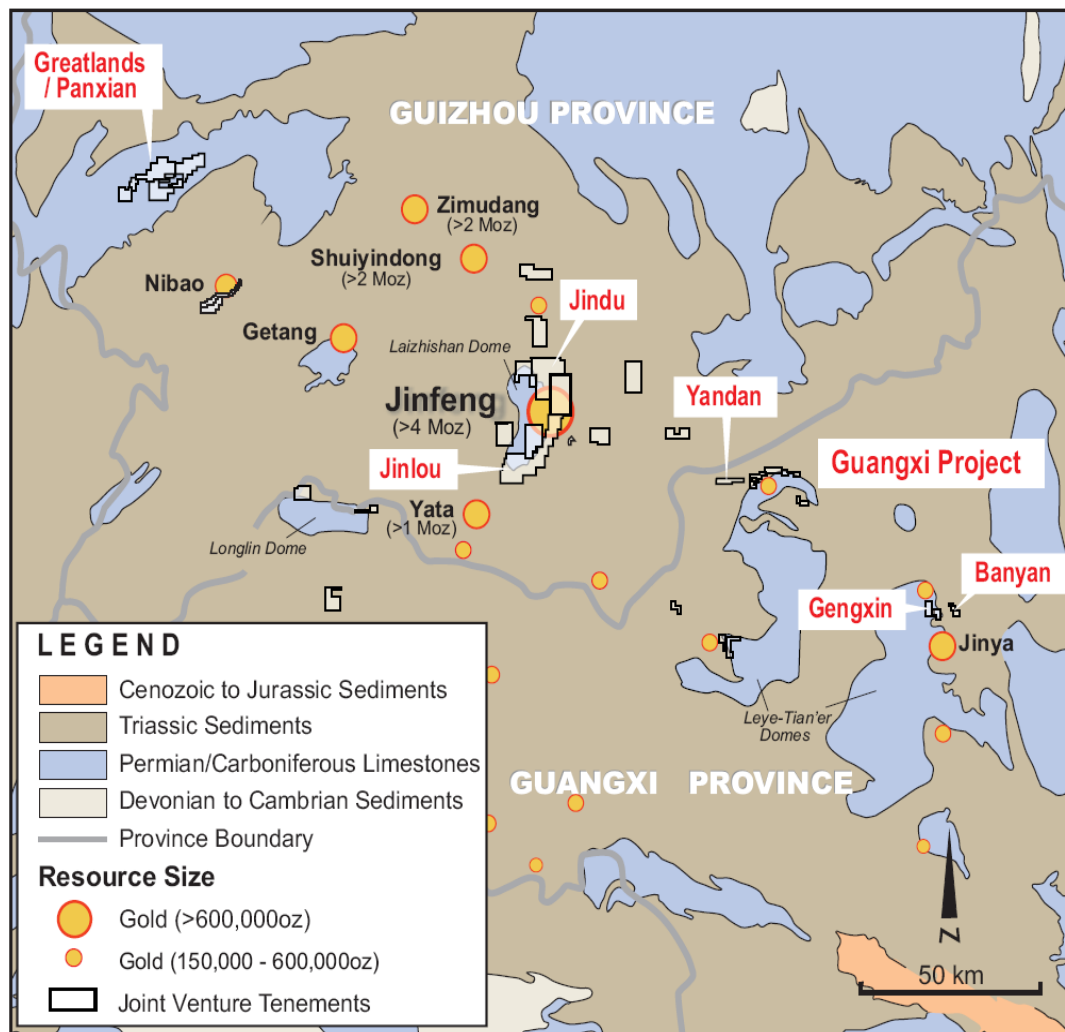 Greatlands
/ Panxian
GUIZHOU PROVINCE
Zimudang
(>2 Moz)
Shuiyindong
(>2 Moz)
Nibao
Jindu
Getang
Laizhishan Dome
Jinfeng
(>4 Moz)
Yandan
Jinlou
Guangxi Project
Yata
(>1 Moz)
Longlin Dome
Banyan
Gengxin
Jinya
LEGEND
Cenozoic to Jurassic Sediments
Triassic Sediments
Permian/Carboniferous Limestones
Devonian to Cambrian Sediments
Province Boundary
Resource Size
Gold (>600,000oz)
Gold (150,000 - 600,000oz)
Joint Venture Tenements
Leye-Tian'er
Domes
GUANGXI PROVINCE
N
50 km